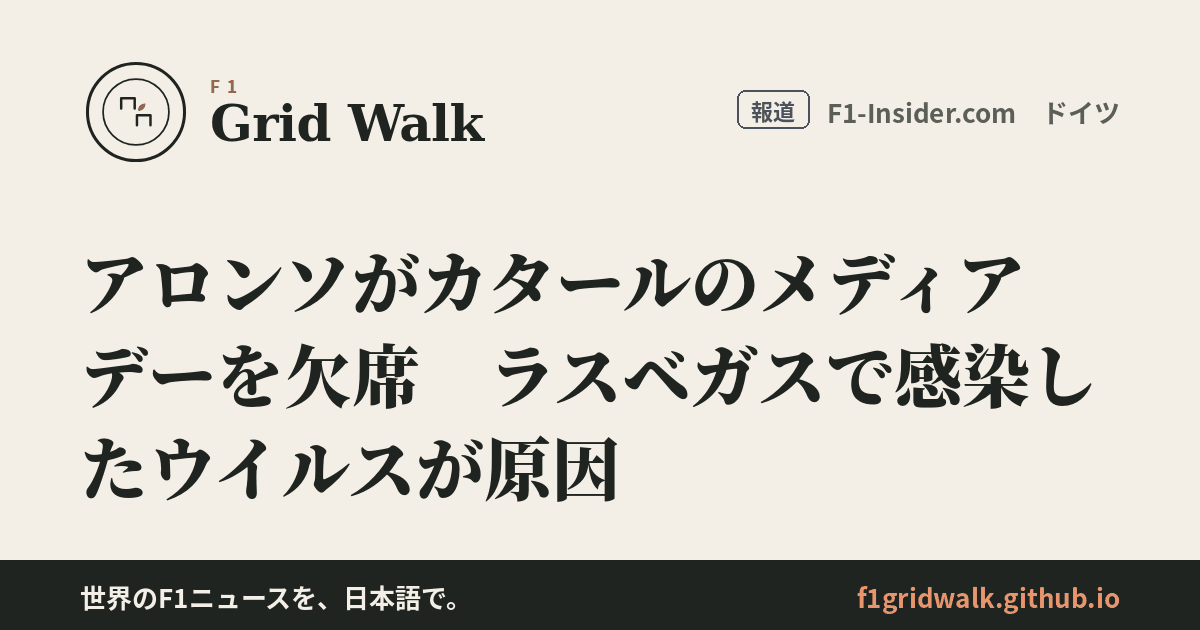 F1
Grid Walk
報道 F1-Insider.com ドイツ
アロンソがカタールのメディア
デーを欠席　ラスベガスで感染し
たウイルスが原因
世界のF1ニュースを、日本語で。
f1gridwalk.github.io